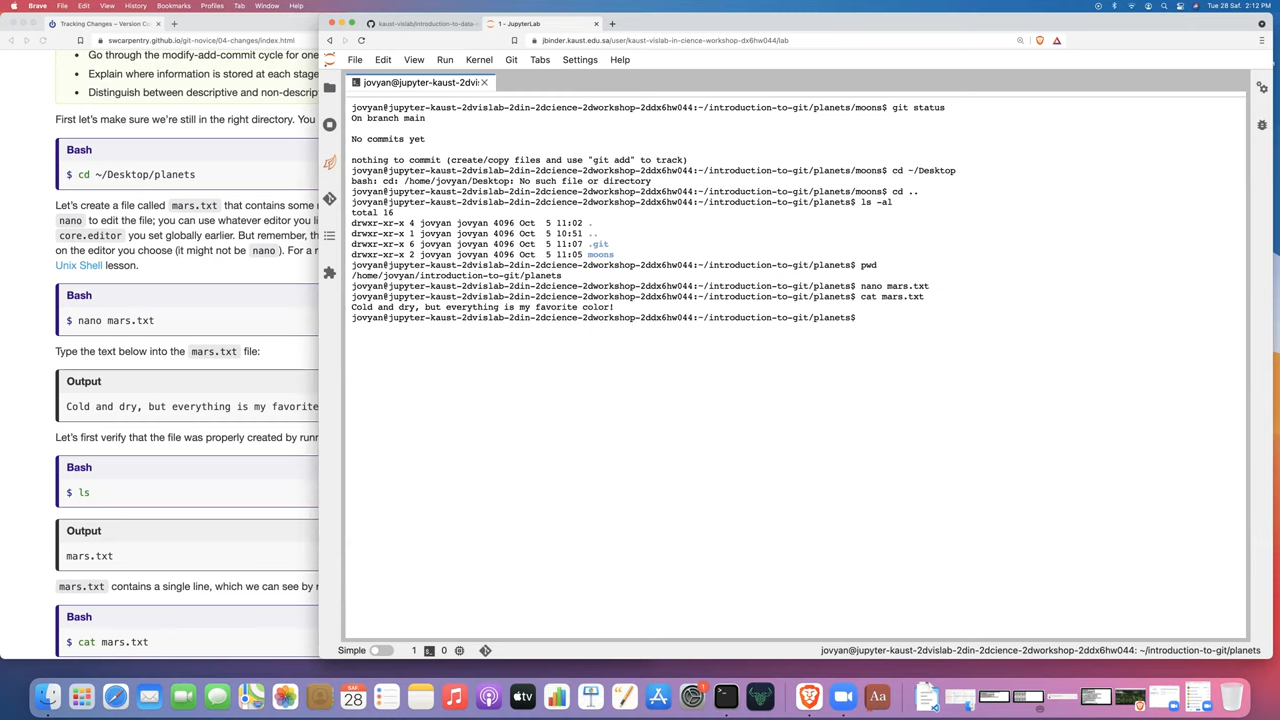 Brave File Edit View History Bookmarks Profiles Tab Window Help
Tue 28 Saf. 2:12 PM
Tracking Changes – Version Co
swcarpentry.github.io/git-novice/04-changes/index.html
Go through the modify-add-commit cycle for one
Explain where information is stored at each stage
Distinguish between descriptive and non-descrip
First let's make sure we're still in the right directory. You
Bash
$ cd ~/Desktop/planets
Let's create a file called mars.txt that contains some
nano to edit the file; you can use whatever editor you li
core.editor you set globally earlier. But remember, th
on the editor you choose (it might not be nano). For a
Unix Shell lesson.
Bash
$ nano mars.txt
Type the text below into the mars.txt file:
Output
Cold and dry, but everything is my favorite
Let's first verify that the file was properly created by runn
Bash
$ ls
Output
mars.txt
mars.txt contains a single line, which we can see by r
Bash
$ cat mars.txt
kaust-vislab/introduction-to-data-
1 - JupyterLab
jbinder.kaust.edu.sa/user/kaust-vislab-in-cience-workshop-dx6hw044/lab
File Edit View Run Kernel Git Tabs Settings Help
jovyan@jupyter-kaust-2dvis
jovyan@jupyter-kaust-2dvislab-2din-2dcience-2dworkshop-2ddx6hw044:~/introduction-to-git/planets/moons$ git status
On branch main
No commits yet
nothing to commit (create/copy files and use "git add" to track)
jovyan@jupyter-kaust-2dvislab-2din-2dcience-2dworkshop-2ddx6hw044:~/introduction-to-git/planets/moons$ cd ~/Desktop
bash: cd: /home/jovyan/Desktop: No such file or directory
jovyan@jupyter-kaust-2dvislab-2din-2dcience-2dworkshop-2ddx6hw044:~/introduction-to-git/planets/moons$ cd ..
jovyan@jupyter-kaust-2dvislab-2din-2dcience-2dworkshop-2ddx6hw044:~/introduction-to-git/planets$ ls -al
total 16
drwxr-xr-x 4 jovyan jovyan 4096 Oct  5 11:02 .
drwxr-xr-x 1 jovyan jovyan 4096 Oct  5 10:51 ..
drwxr-xr-x 6 jovyan jovyan 4096 Oct  5 11:07 .git
drwxr-xr-x 2 jovyan jovyan 4096 Oct  5 11:05 moons
jovyan@jupyter-kaust-2dvislab-2din-2dcience-2dworkshop-2ddx6hw044:~/introduction-to-git/planets$ pwd
/home/jovyan/introduction-to-git/planets
jovyan@jupyter-kaust-2dvislab-2din-2dcience-2dworkshop-2ddx6hw044:~/introduction-to-git/planets$ nano mars.txt
jovyan@jupyter-kaust-2dvislab-2din-2dcience-2dworkshop-2ddx6hw044:~/introduction-to-git/planets$ cat mars.txt
Cold and dry, but everything is my favorite color!
jovyan@jupyter-kaust-2dvislab-2din-2dcience-2dworkshop-2ddx6hw044:~/introduction-to-git/planets$
Simple 1 0
jovyan@jupyter-kaust-2dvislab-2din-2dcience-2dworkshop-2ddx6hw044: ~/introduction-to-git/planets
SAF.
28
tv
Aa